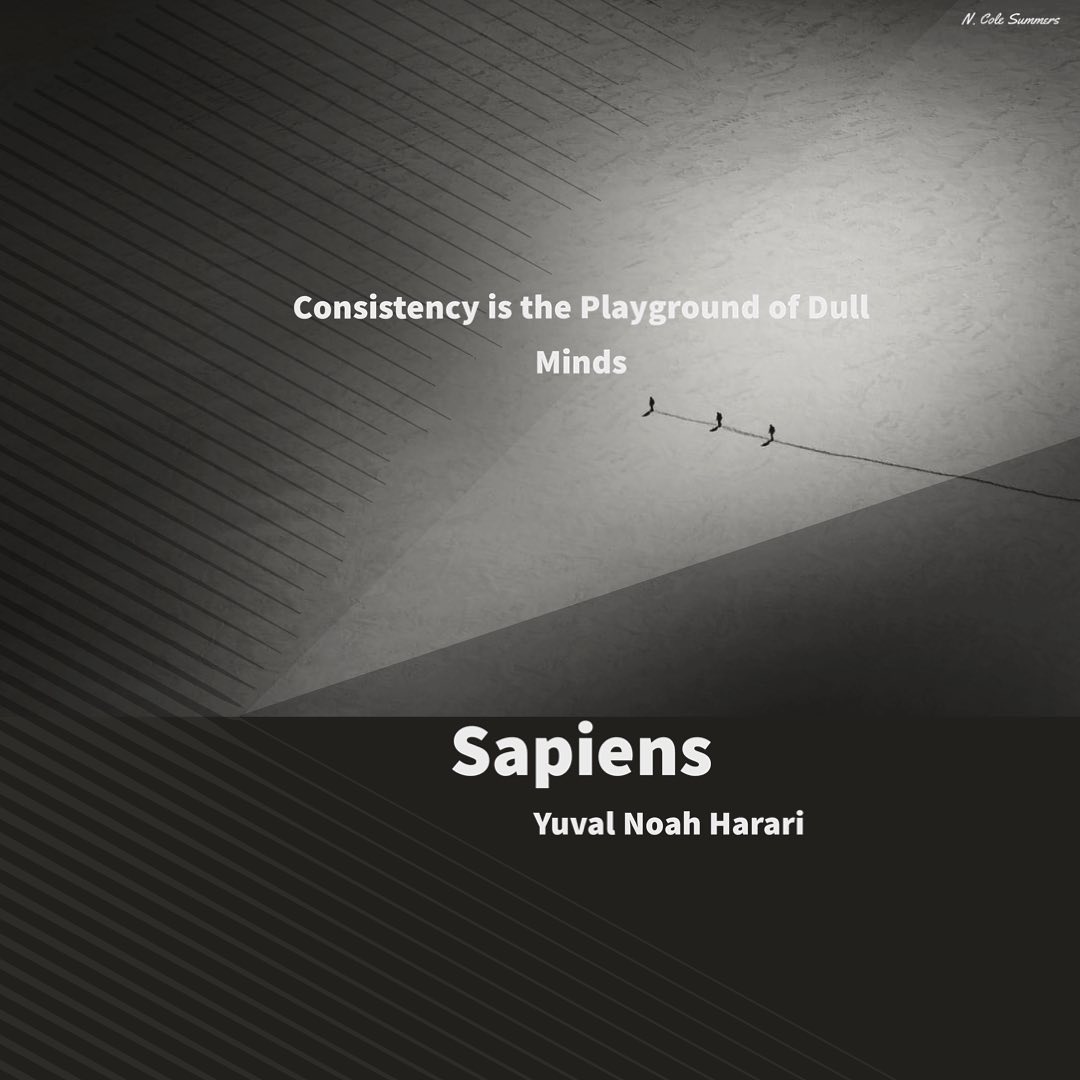 N. Cole Summers
Consistency is the Playground of Dull
Minds
Sapiens
Yuval Noah Harari